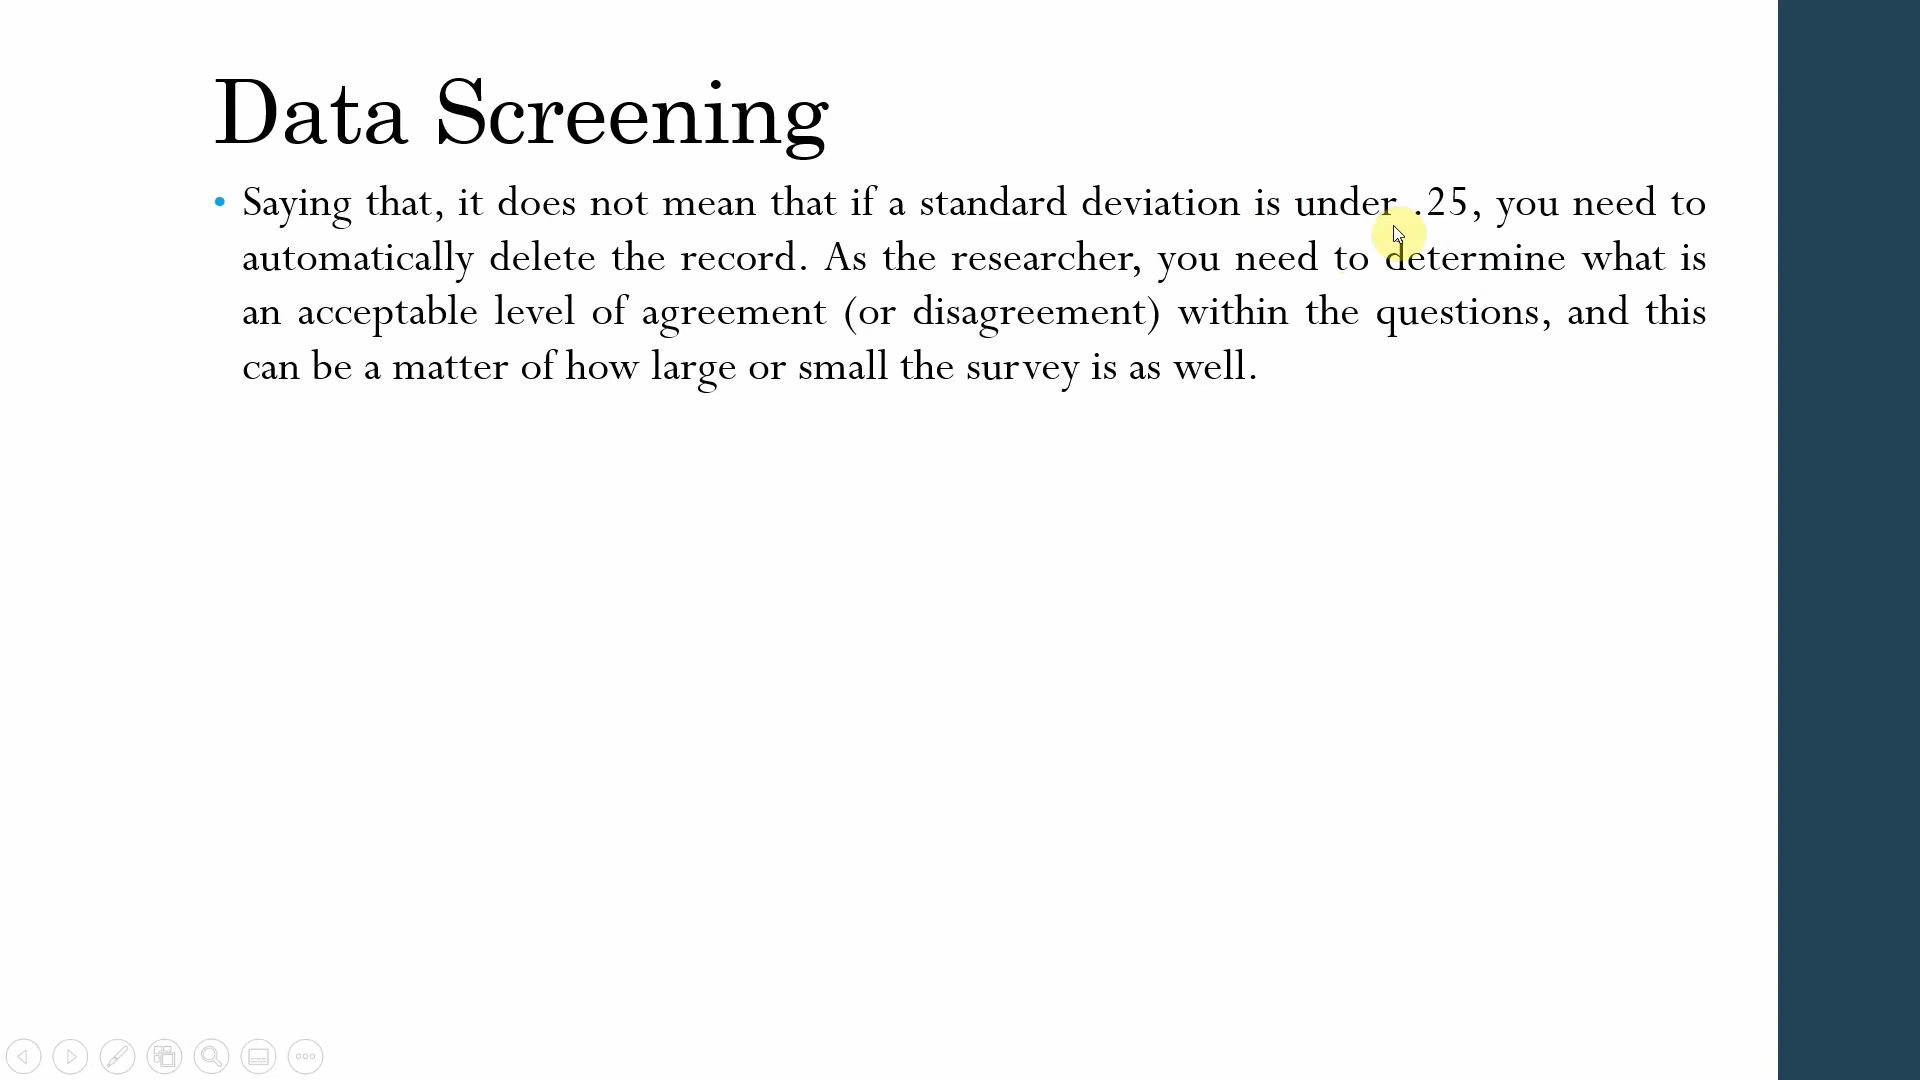 Data Screening
• Saying that, it does not mean that if a standard deviation is under .25, you need to
automatically delete the record. As the researcher, you need to determine what is
an acceptable level of agreement (or disagreement) within the questions, and this
can be a matter of how large or small the survey is as well.